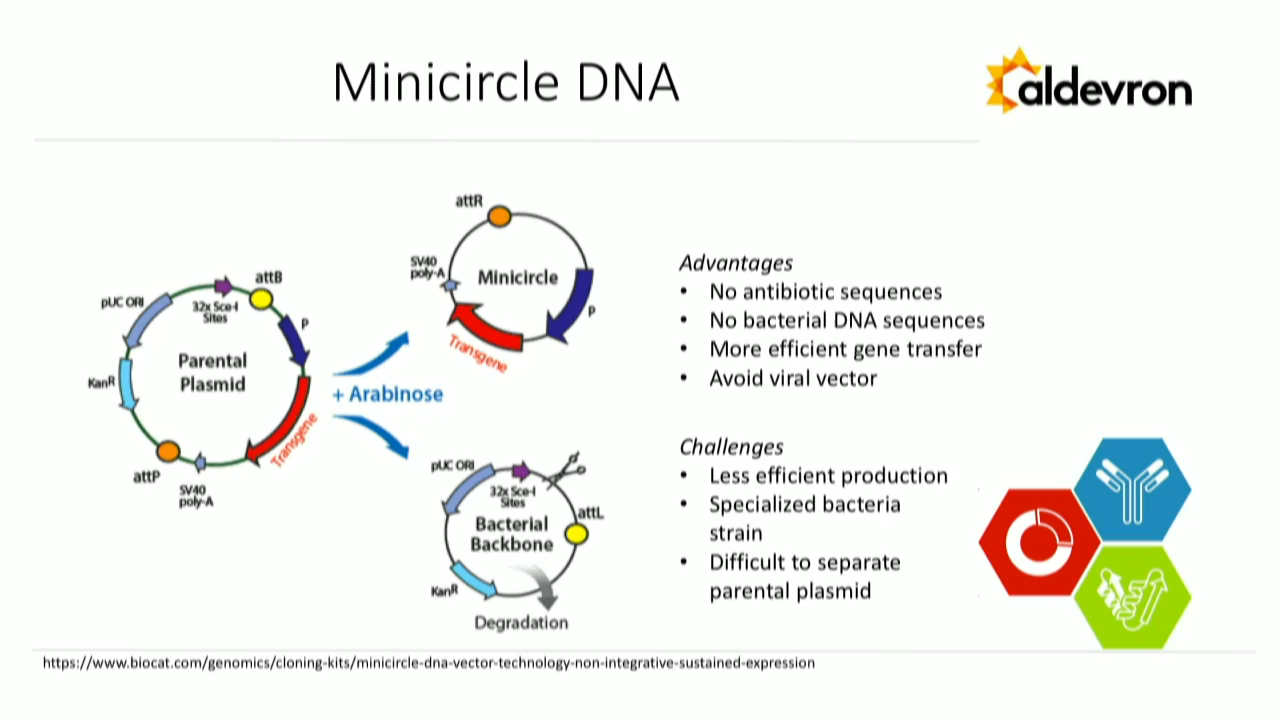 Minicircle DNA
aldevron
attR
SV40
poly-A
Minicircle
P
Transgene
attB
pUC ORI
32x Sce-I
Sites
P
Parental
Plasmid
KanR
Transgene
attP
SV40
poly-A
+ Arabinose
pUC ORI
32x Sce-I
Sites
attL
Bacterial
Backbone
KanR
Degradation
Advantages
• No antibiotic sequences
• No bacterial DNA sequences
• More efficient gene transfer
• Avoid viral vector
Challenges
• Less efficient production
• Specialized bacteria
strain
• Difficult to separate
parental plasmid
https://www.biocat.com/genomics/cloning-kits/minicircle-dna-vector-technology-non-integrative-sustained-expression